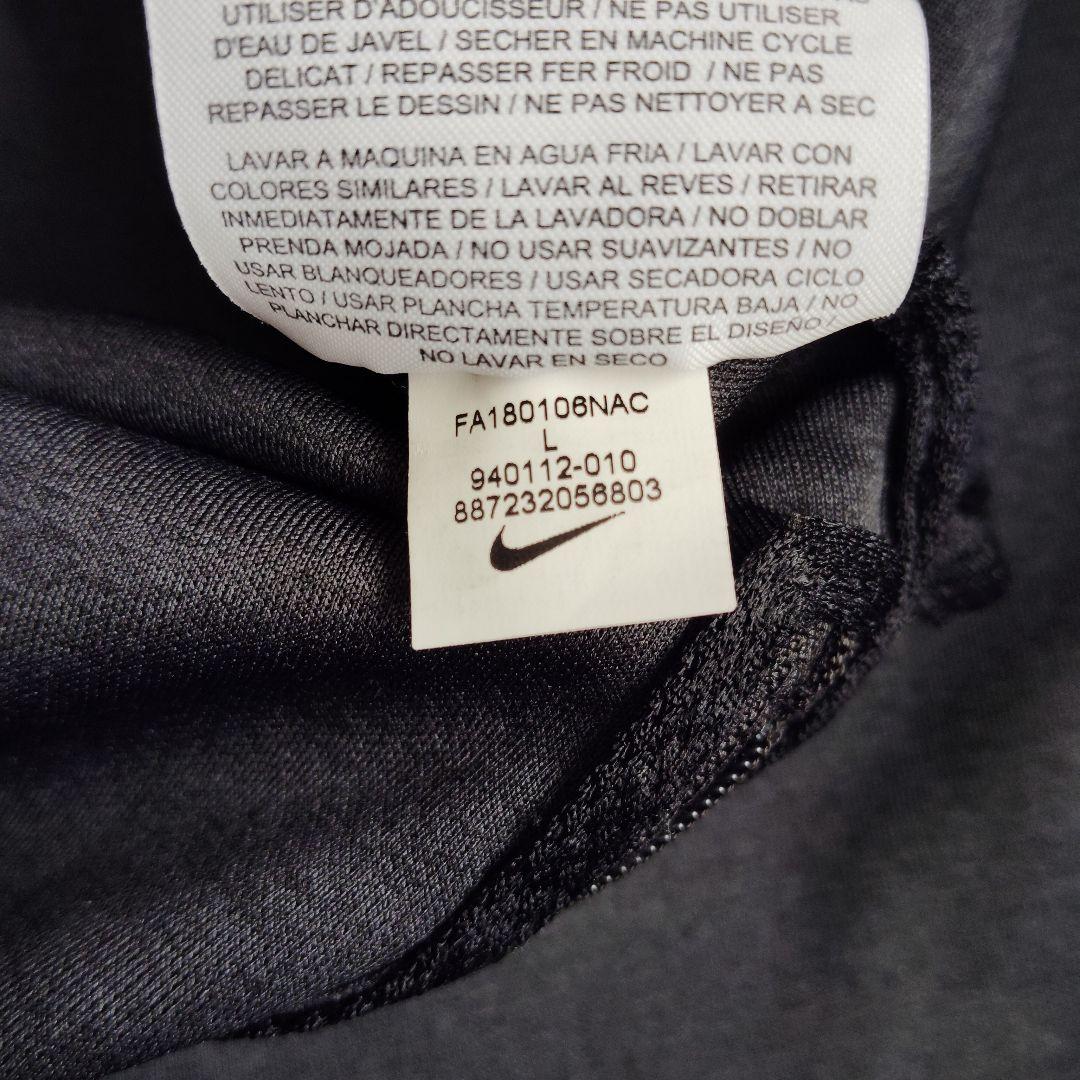 UTILISER D'ADOUCISSEUR / NE PAS UTILISER
D'EAU DE JAVEL / SECHER EN MACHINE CYCLE
DELICAT / REPASSER FER FROID / NE PAS
REPASSER LE DESSIN / NE PAS NETTOYER A SEC
LAVAR A MAQUINA EN AGUA FRIA / LAVAR CON
COLORES SIMILARES / LAVAR AL REVES / RETIRAR
INMEDIATAMENTE DE LA LAVADORA / NO DOBLAR
PRENDA MOJADA / NO USAR SUAVIZANTES / NO
USAR BLANQUEADORES / USAR SECADORA CICLO
LENTO / USAR PLANCHA TEMPERATURA BAJA / NO
PLANCHAR DIRECTAMENTE SOBRE EL DISEÑO /
NO LAVAR EN SECO
FA180106NAC
L
940112-010
887232056803